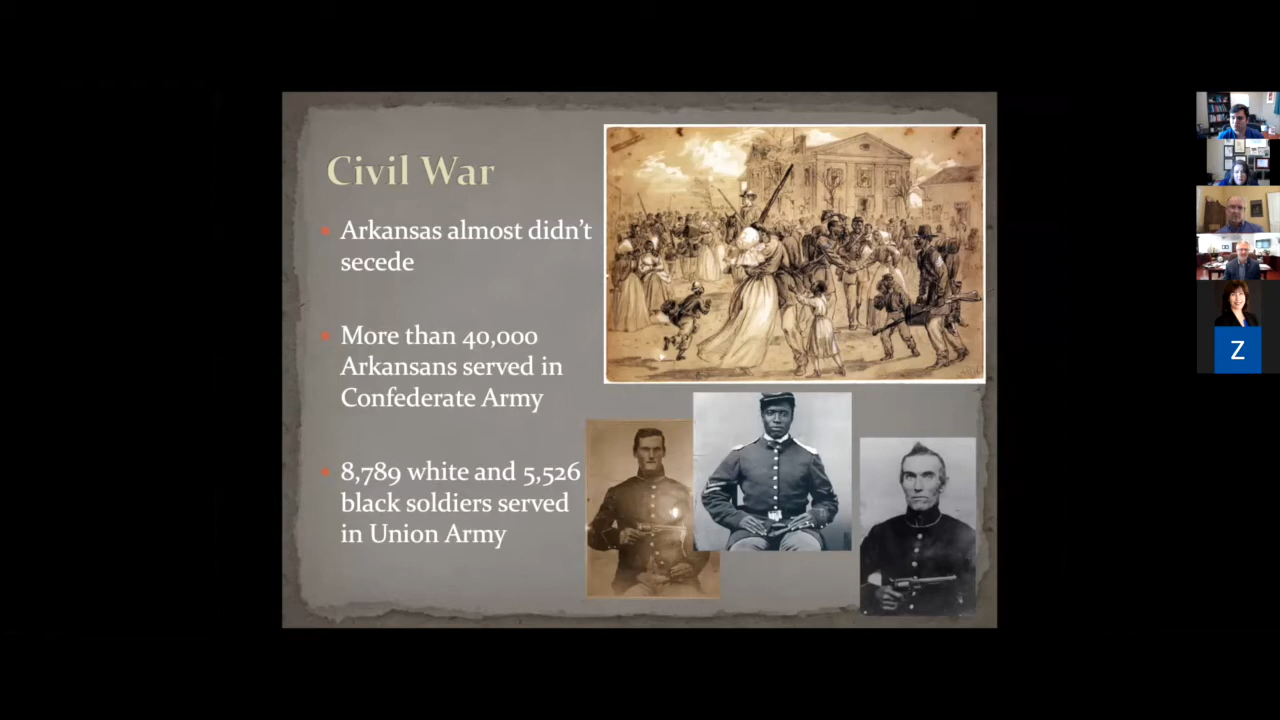 Civil War
Arkansas almost didn't
secede
More than 40,000
Arkansans served in
Confederate Army
8,789 white and 5,526
black soldiers served
in Union Army
Z